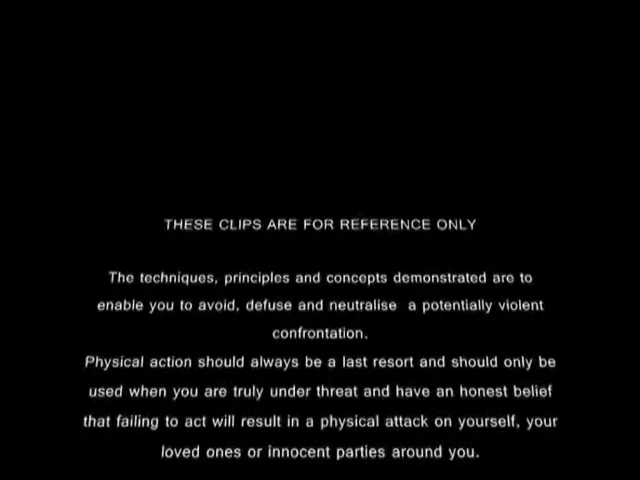 THESE CLIPS ARE FOR REFERENCE ONLY
The techniques, principles and concepts demonstrated are to
enable you to avoid, defuse and neutralise a potentially violent
confrontation.
Physical action should always be a last resort and should only be
used when you are truly under threat and have an honest belief
that failing to act will result in a physical attack on yourself, your
loved ones or innocent parties around you.